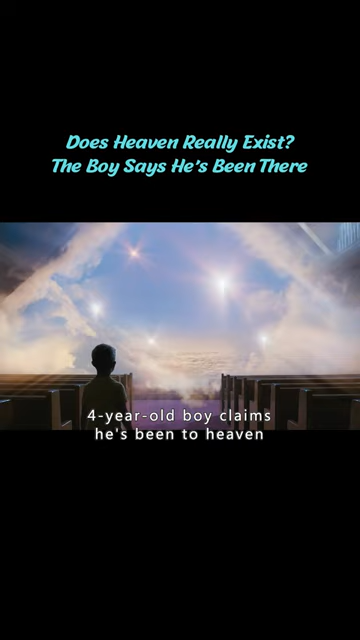 Does Heaven Really Exist?
The Boy Says He's Been There
4-year-old boy claims
he's been to heaven